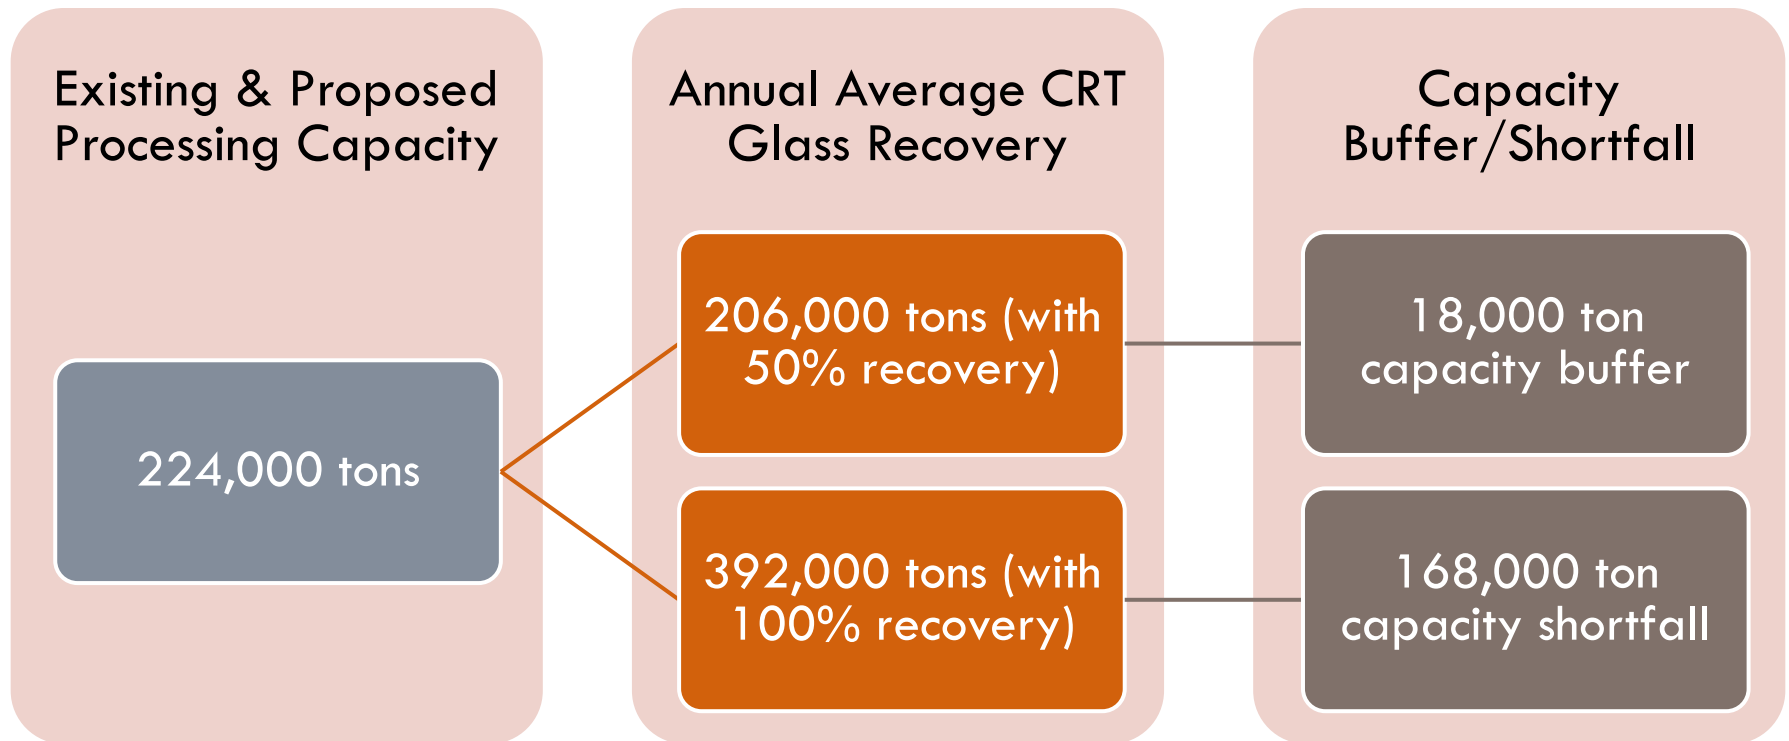 Existing & Proposed
Processing Capacity
224,000 tons
Annual Average CRT
Glass Recovery
206,000 tons (with
50% recovery)
392,000 tons (with
100% recovery)
Capacity
Buffer/Shortfall
18,000 ton
capacity buffer
168,000 ton
capacity shortfall